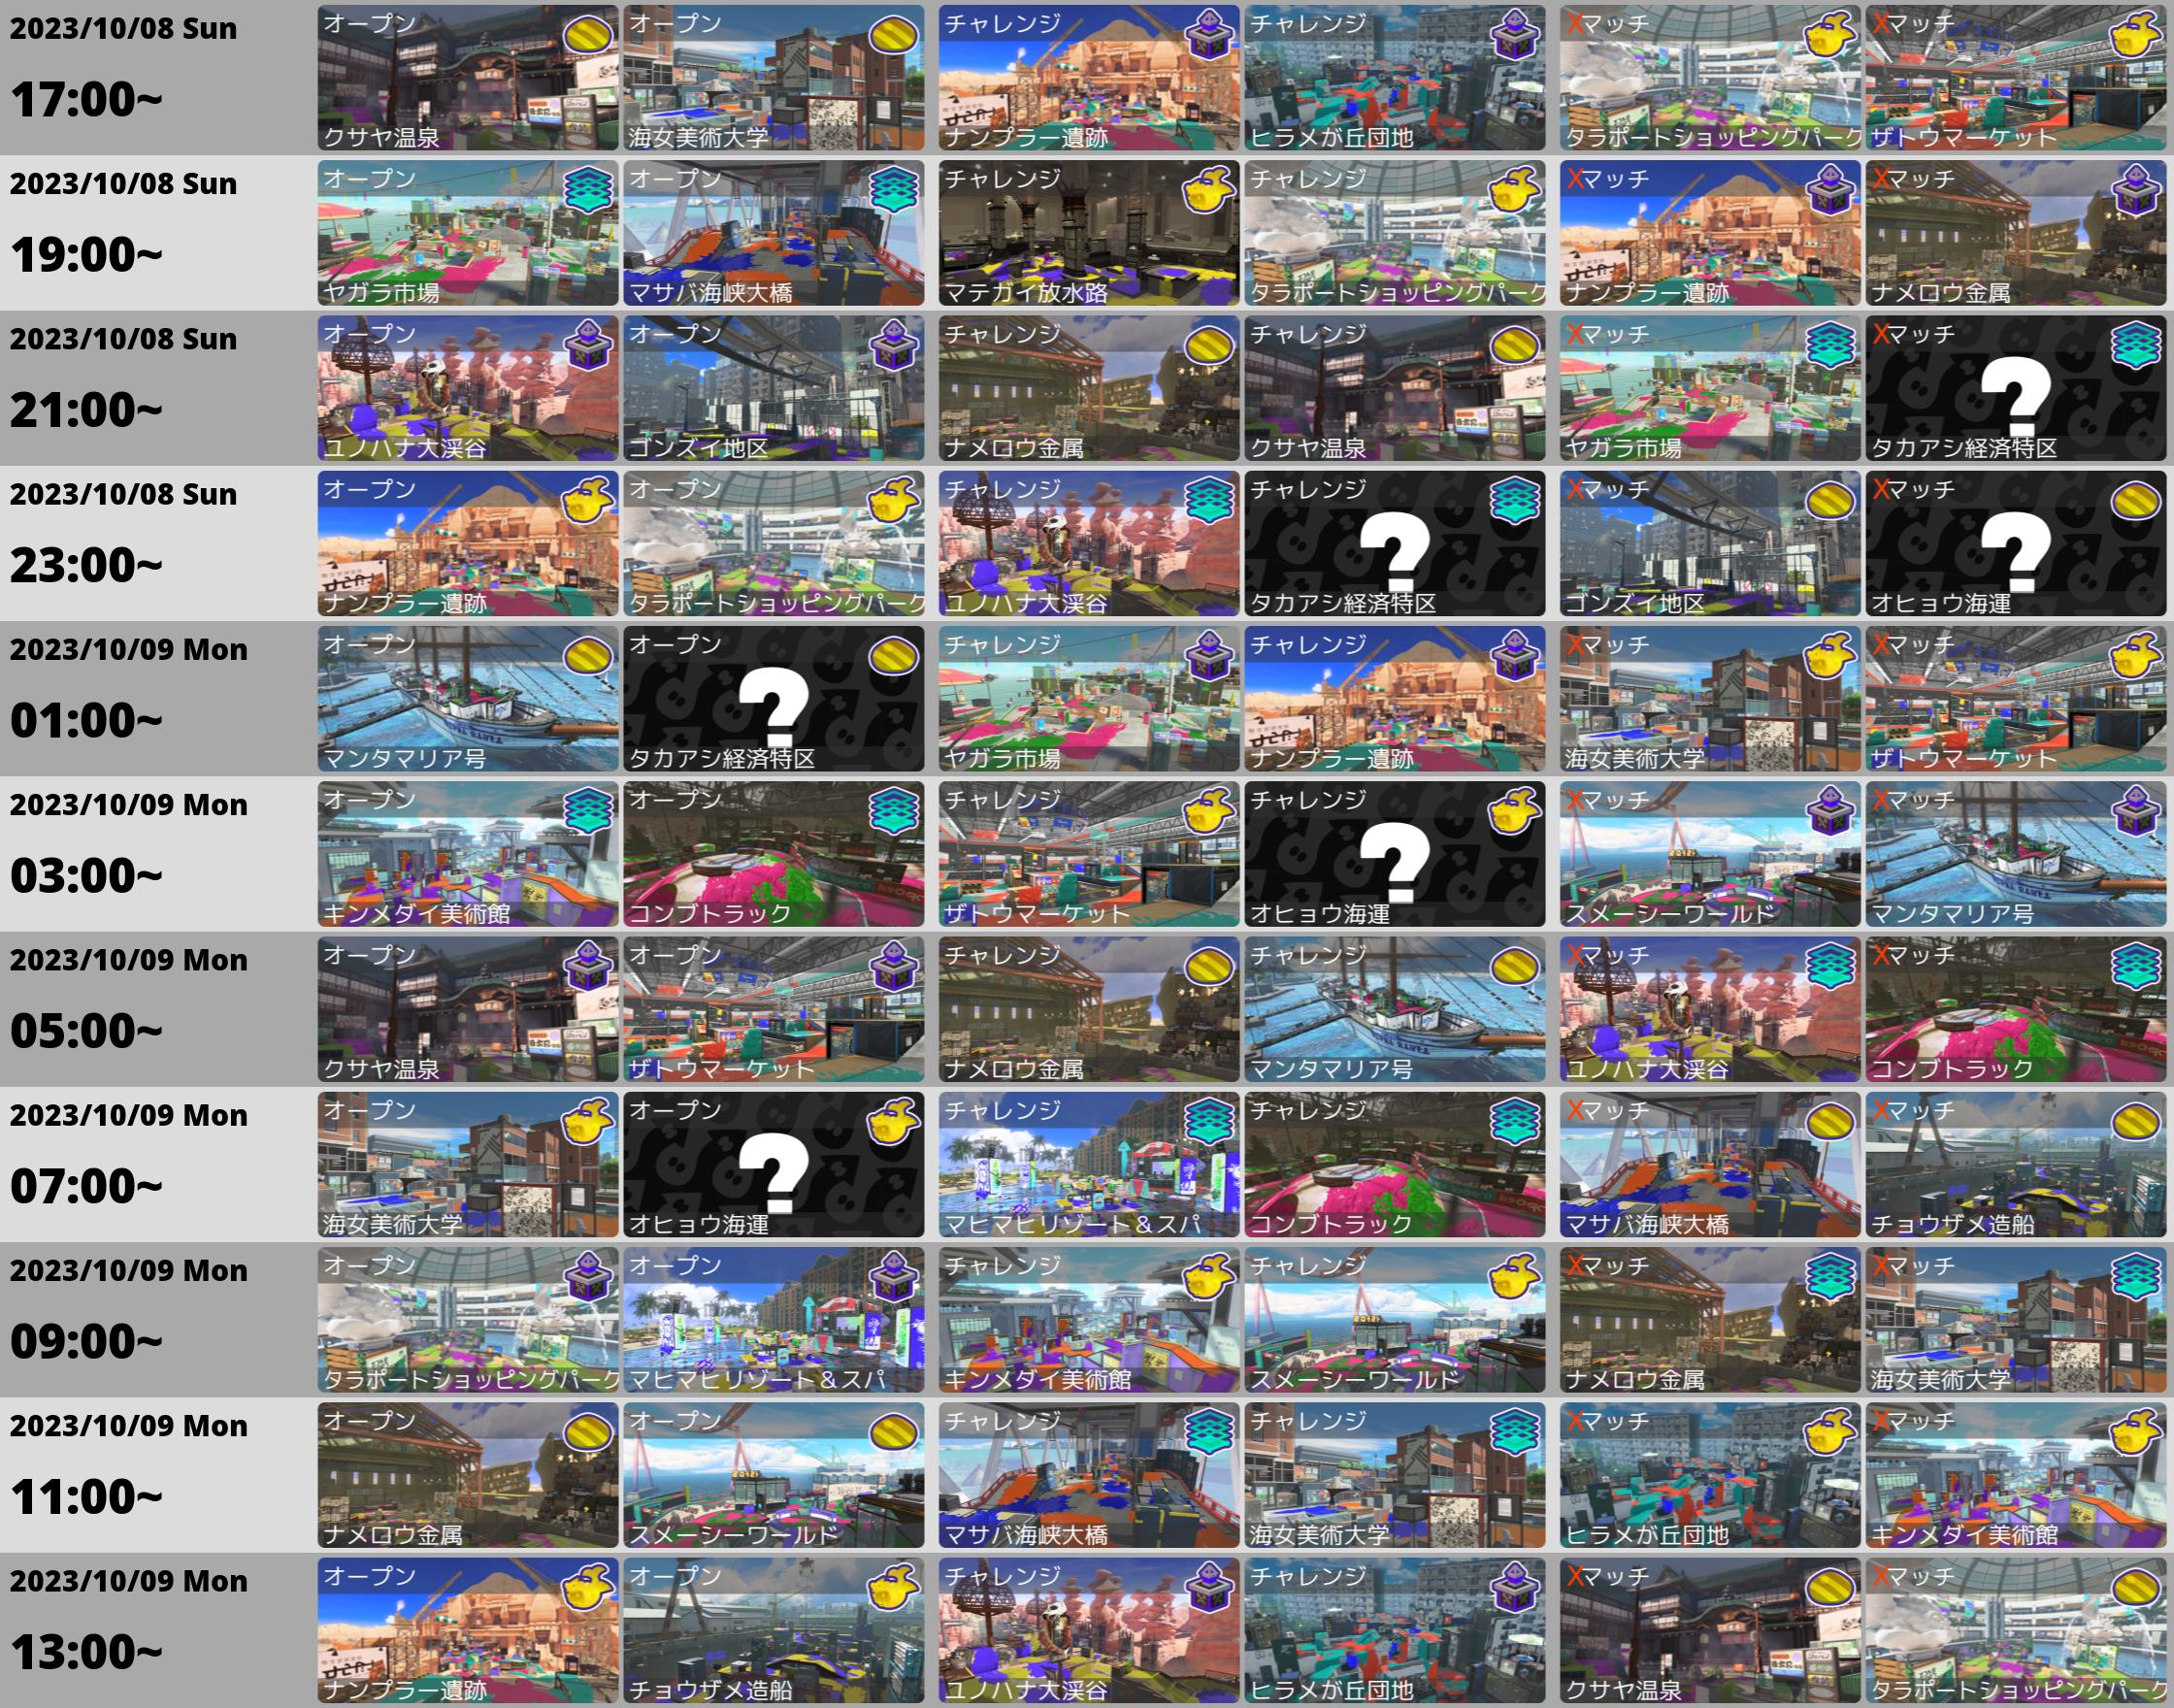 2023/10/08 Sun
17:00~
オープン
クサヤ温泉
オープン
海女美術大学
チャレンジ
ナンプラー遺跡
チャレンジ
ヒラメが丘団地
Xマッチ
タラポートショッピングパーク
Xマッチ
ザトウマーケット
2023/10/08 Sun
19:00~
オープン
ヤガラ市場
オープン
マサバ海峡大橋
チャレンジ
マテガイ放水路
チャレンジ
タラポートショッピングパーク
Xマッチ
ナンプラー遺跡
Xマッチ
ナメロウ金属
2023/10/08 Sun
21:00~
オープン
ユノハナ大渓谷
オープン
ゴンズイ地区
チャレンジ
ナメロウ金属
チャレンジ
クサヤ温泉
Xマッチ
ヤガラ市場
Xマッチ
?
タカアシ経済特区
2023/10/08 Sun
23:00~
オープン
ナンプラー遺跡
オープン
タラポートショッピングパーク
チャレンジ
ユノハナ大渓谷
チャレンジ
?
タカアシ経済特区
Xマッチ
ゴンズイ地区
Xマッチ
?
オヒョウ海運
2023/10/09 Mon
01:00~
オープン
マンタマリア号
オープン
?
タカアシ経済特区
チャレンジ
ヤガラ市場
チャレンジ
ナンプラー遺跡
Xマッチ
海女美術大学
Xマッチ
ザトウマーケット
2023/10/09 Mon
03:00~
オープン
キンメダイ美術館
オープン
コンブトラック
チャレンジ
ザトウマーケット
チャレンジ
?
オヒョウ海運
Xマッチ
スメーシーワールド
Xマッチ
マンタマリア号
2023/10/09 Mon
05:00~
オープン
クサヤ温泉
オープン
ザトウマーケット
チャレンジ
ナメロウ金属
チャレンジ
マンタマリア号
Xマッチ
ユノハナ大渓谷
Xマッチ
コンブトラック
2023/10/09 Mon
07:00~
オープン
海女美術大学
オープン
?
オヒョウ海運
チャレンジ
マヒマヒリゾート＆スパ
チャレンジ
コンブトラック
Xマッチ
マサバ海峡大橋
Xマッチ
チョウザメ造船
2023/10/09 Mon
09:00~
オープン
タラポートショッピングパーク
オープン
マヒマヒリゾート＆スパ
チャレンジ
キンメダイ美術館
チャレンジ
スメーシーワールド
Xマッチ
ナメロウ金属
Xマッチ
海女美術大学
2023/10/09 Mon
11:00~
オープン
ナメロウ金属
オープン
スメーシーワールド
チャレンジ
マサバ海峡大橋
チャレンジ
海女美術大学
Xマッチ
ヒラメが丘団地
Xマッチ
キンメダイ美術館
2023/10/09 Mon
13:00~
オープン
ナンプラー遺跡
オープン
チョウザメ造船
チャレンジ
ユノハナ大渓谷
チャレンジ
ヒラメが丘団地
Xマッチ
クサヤ温泉
Xマッチ
タラポートショッピングパーク